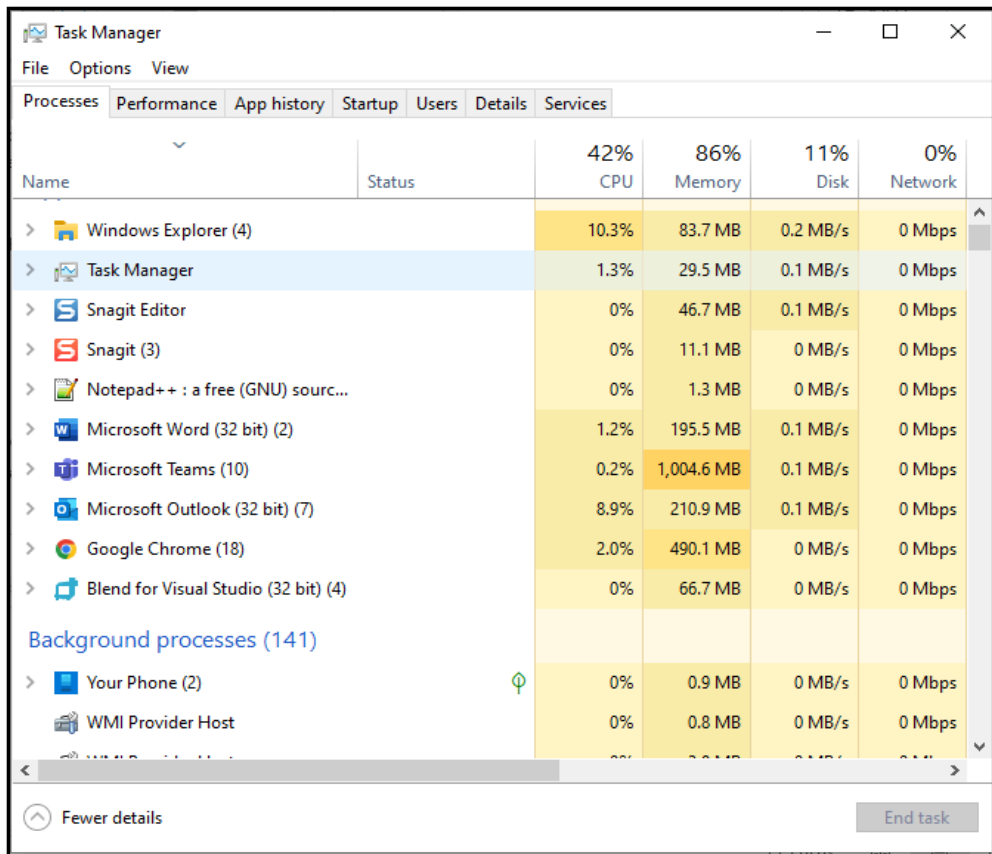 Task Manager
File Options View
Processes Performance App history Startup Users Details Services
42% 86% 11% 0%
Name Status CPU Memory Disk Network
Windows Explorer (4) 10.3% 83.7 MB 0.2 MB/s 0 Mbps
Task Manager 1.3% 29.5 MB 0.1 MB/s 0 Mbps
Snagit Editor 0% 46.7 MB 0.1 MB/s 0 Mbps
Snagit (3) 0% 11.1 MB 0 MB/s 0 Mbps
Notepad++ : a free (GNU) sourc... 0% 1.3 MB 0 MB/s 0 Mbps
Microsoft Word (32 bit) (2) 1.2% 195.5 MB 0.1 MB/s 0 Mbps
Microsoft Teams (10) 0.2% 1,004.6 MB 0.1 MB/s 0 Mbps
Microsoft Outlook (32 bit) (7) 8.9% 210.9 MB 0.1 MB/s 0 Mbps
Google Chrome (18) 2.0% 490.1 MB 0 MB/s 0 Mbps
Blend for Visual Studio (32 bit) (4) 0% 66.7 MB 0 MB/s 0 Mbps
Background processes (141)
Your Phone (2) 0% 0.9 MB 0 MB/s 0 Mbps
WMI Provider Host 0% 0.8 MB 0 MB/s 0 Mbps
Fewer details End task